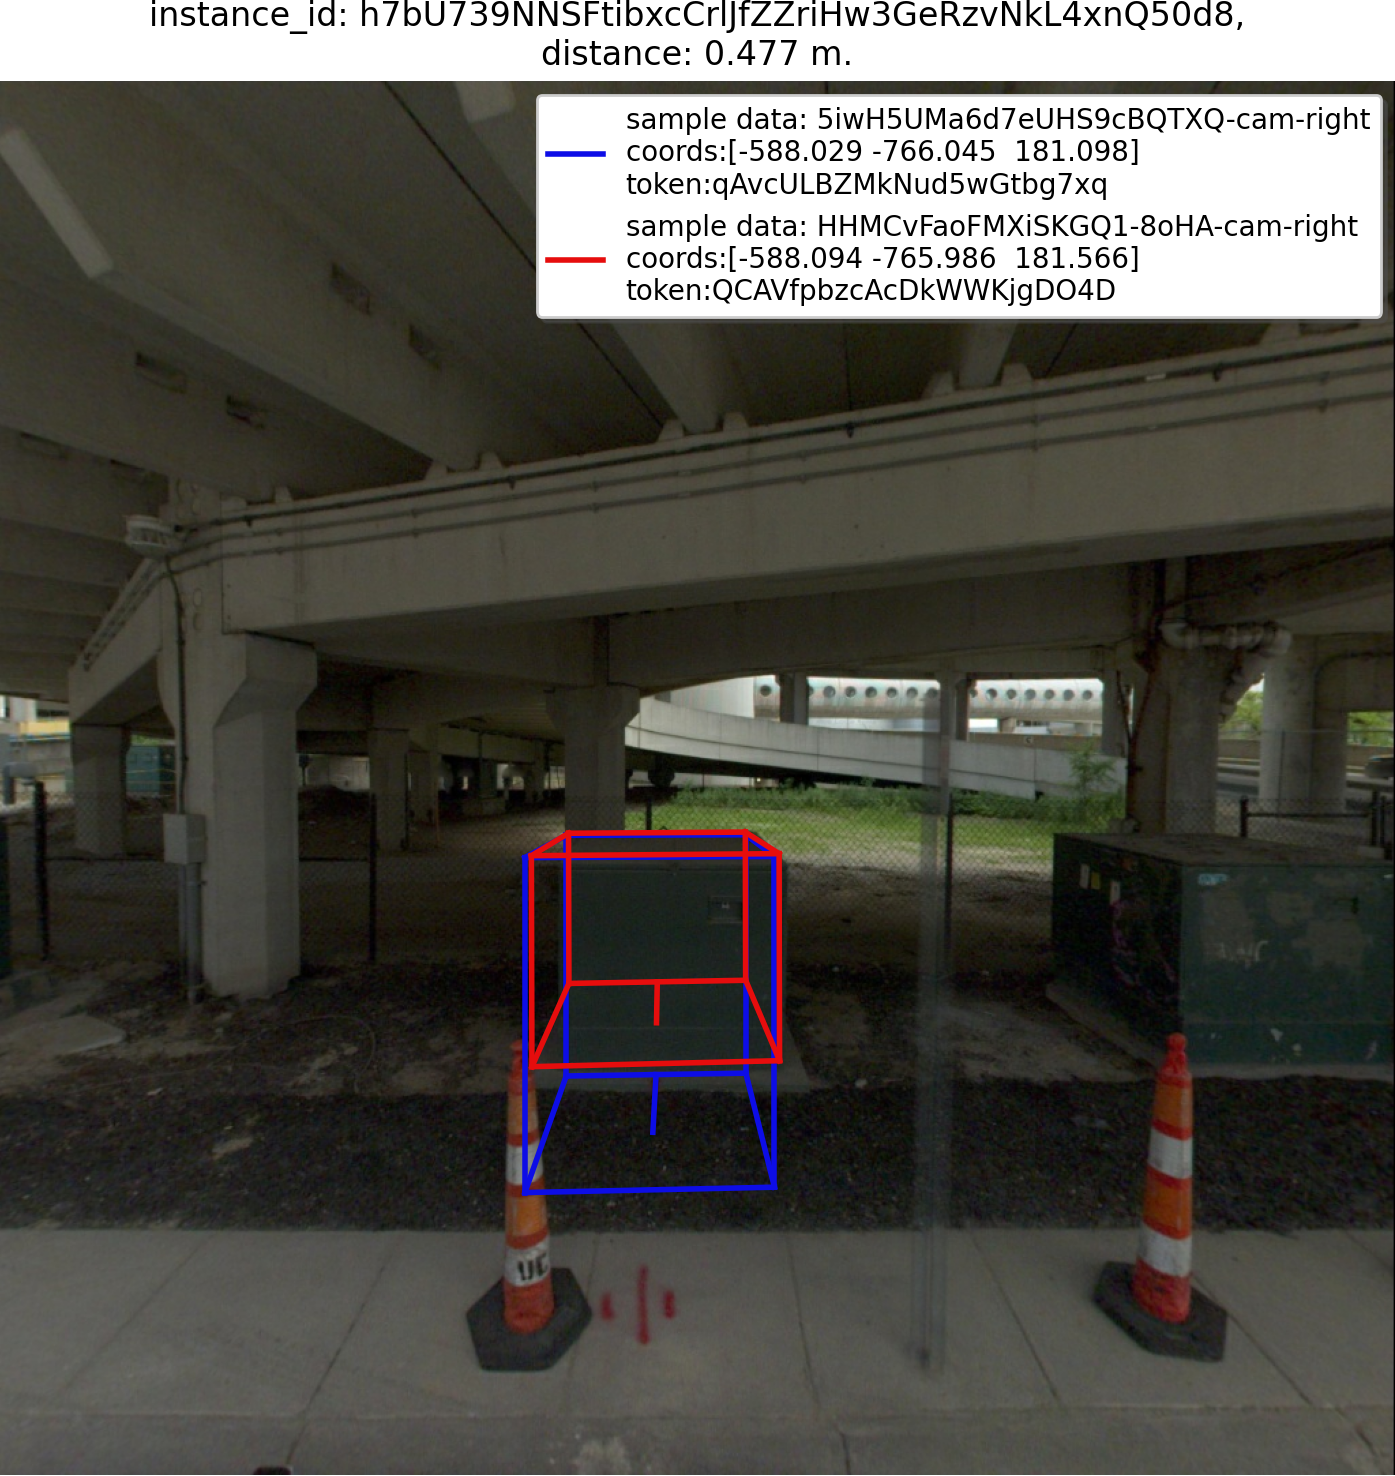 instance_id: h7bU739NNSFtibxcCrlJfZZriHw3GeRzvNkL4xnQ50d8,
distance: 0.477 m.
sample data: 5iwH5UMa6d7eUHS9cBQTXQ-cam-right
coords:[-588.029 -766.045  181.098]
token:qAvcULBZMkNud5wGtbg7xq
sample data: HHMCvFaoFMXiSKGQ1-8oHA-cam-right
coords:[-588.094 -765.986  181.566]
token:QCAVfpbzcAcDkWWKjgDO4D